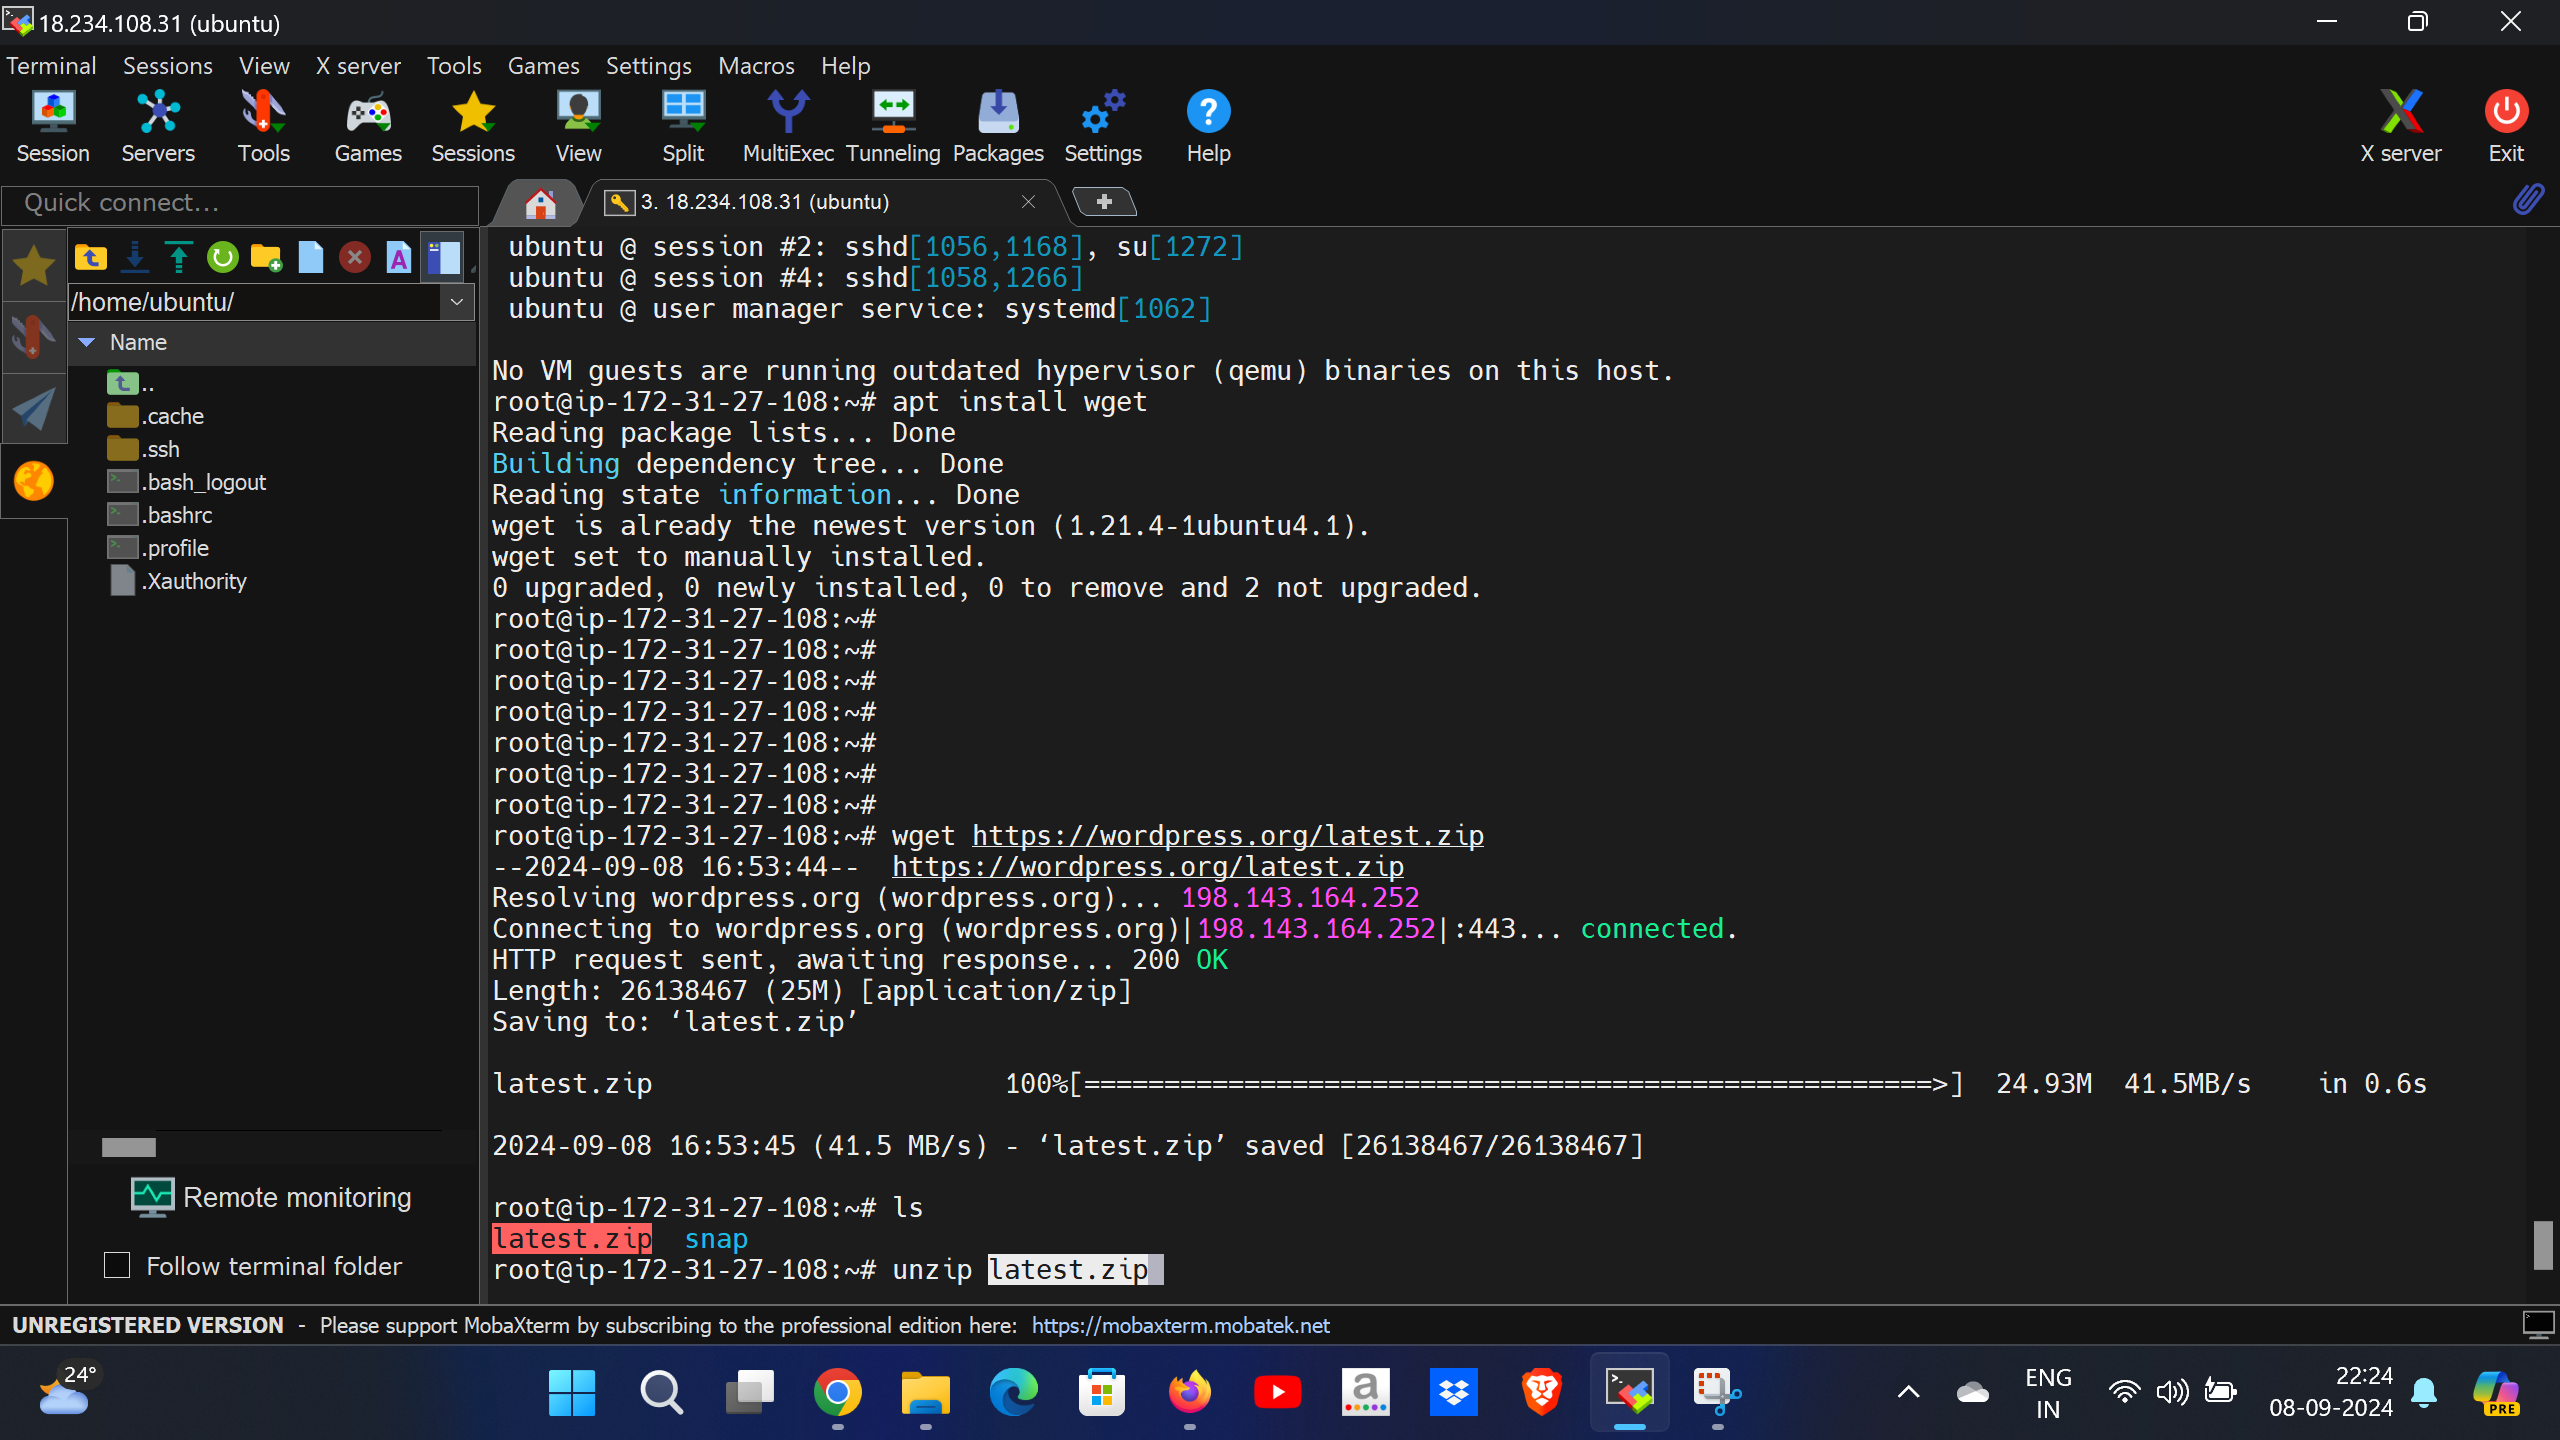 18.234.108.31 (ubuntu)
Terminal Sessions View X server Tools Games Settings Macros Help
Session Servers Tools Games Sessions View Split MultiExec Tunneling Packages Settings Help X server Exit
Quick connect...
3. 18.234.108.31 (ubuntu)
/home/ubuntu/
Name
..
.cache
.ssh
.bash_logout
.bashrc
.profile
.Xauthority
Remote monitoring
Follow terminal folder
ubuntu @ session #2: sshd[1056,1168], su[1272]
ubuntu @ session #4: sshd[1058,1266]
ubuntu @ user manager service: systemd[1062]
No VM guests are running outdated hypervisor (qemu) binaries on this host.
root@ip-172-31-27-108:~# apt install wget
Reading package lists... Done
Building dependency tree... Done
Reading state information... Done
wget is already the newest version (1.21.4-1ubuntu4.1).
wget set to manually installed.
0 upgraded, 0 newly installed, 0 to remove and 2 not upgraded.
root@ip-172-31-27-108:~#
root@ip-172-31-27-108:~#
root@ip-172-31-27-108:~#
root@ip-172-31-27-108:~#
root@ip-172-31-27-108:~#
root@ip-172-31-27-108:~#
root@ip-172-31-27-108:~#
root@ip-172-31-27-108:~# wget https://wordpress.org/latest.zip
--2024-09-08 16:53:44--  https://wordpress.org/latest.zip
Resolving wordpress.org (wordpress.org)... 198.143.164.252
Connecting to wordpress.org (wordpress.org)|198.143.164.252|:443... connected.
HTTP request sent, awaiting response... 200 OK
Length: 26138467 (25M) [application/zip]
Saving to: ‘latest.zip’
latest.zip 100%[=====================================================>] 24.93M 41.5MB/s in 0.6s
2024-09-08 16:53:45 (41.5 MB/s) - ‘latest.zip’ saved [26138467/26138467]
root@ip-172-31-27-108:~# ls
latest.zip snap
root@ip-172-31-27-108:~# unzip latest.zip
UNREGISTERED VERSION - Please support MobaXterm by subscribing to the professional edition here: https://mobaxterm.mobatek.net
24°
a
ENG
IN
22:24
08-09-2024
PRE